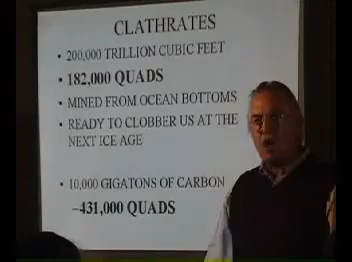 CLATHRATES
• 200,000 TRILLION CUBIC FEET
• 182,000 QUADS
• MINED FROM OCEAN BOTTOMS
• READY TO CLOBBER US AT THE
NEXT ICE AGE
• 10,000 GIGATONS OF CARBON
–431,000 QUADS